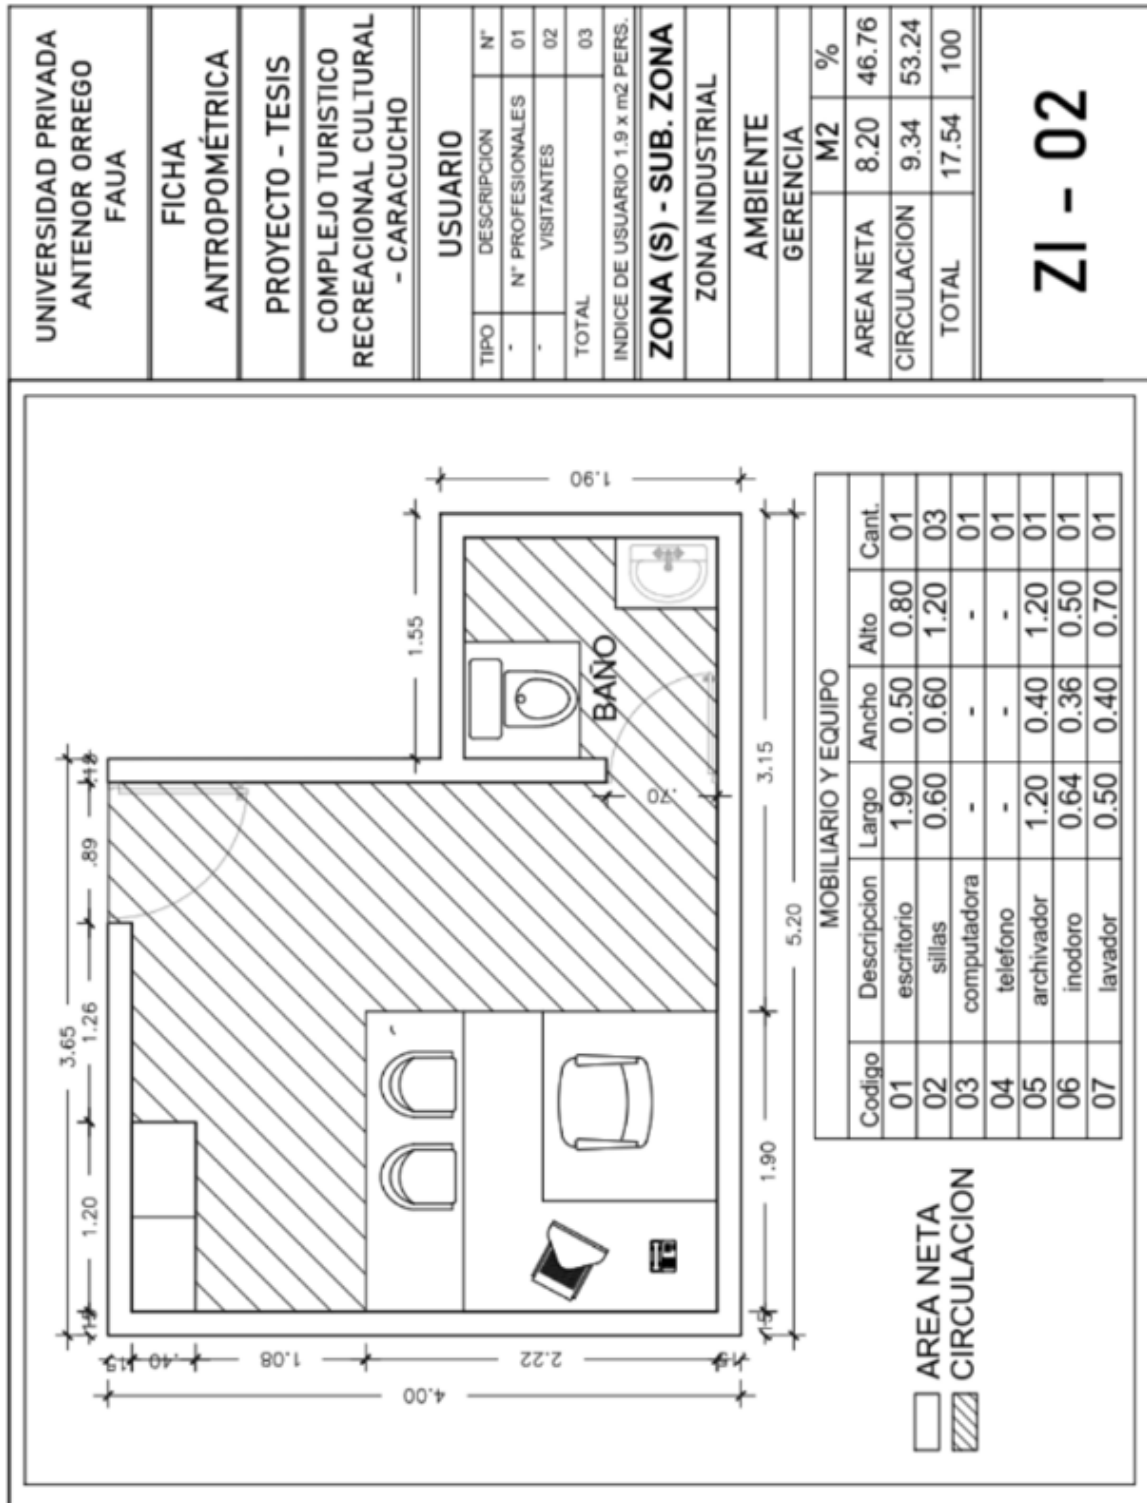 UNIVERSIDAD PRIVADA
ANTENOR ORREGO
FAUA
FICHA
ANTROPOMÉTRICA
PROYECTO - TESIS
COMPLEJO TURISTICO
RECREACIONAL CULTURAL
- CARACUCHO
USUARIO
TIPO DESCRIPCION N°
- N° PROFESIONALES 01
- VISITANTES 02
TOTAL 03
INDICE DE USUARIO 1.9 x m2 PERS.
ZONA (S) - SUB. ZONA
ZONA INDUSTRIAL
AMBIENTE
GERENCIA
M2 %
AREA NETA 8.20 46.76
CIRCULACION 9.34 53.24
TOTAL 17.54 100
ZI - 02
3.65
1.20 1.26 .89
1.55
1.90
4.00
.15 .40 1.08 2.22 .15
BAÑO
.70
.15 1.90 3.15
5.20
MOBILIARIO Y EQUIPO
Codigo Descripcion Largo Ancho Alto Cant.
01 escritorio 1.90 0.50 0.80 01
02 sillas 0.60 0.60 1.20 03
03 computadora - - - 01
04 telefono - - - 01
05 archivador 1.20 0.40 1.20 01
06 inodoro 0.64 0.36 0.50 01
07 lavador 0.50 0.40 0.70 01
AREA NETA
CIRCULACION